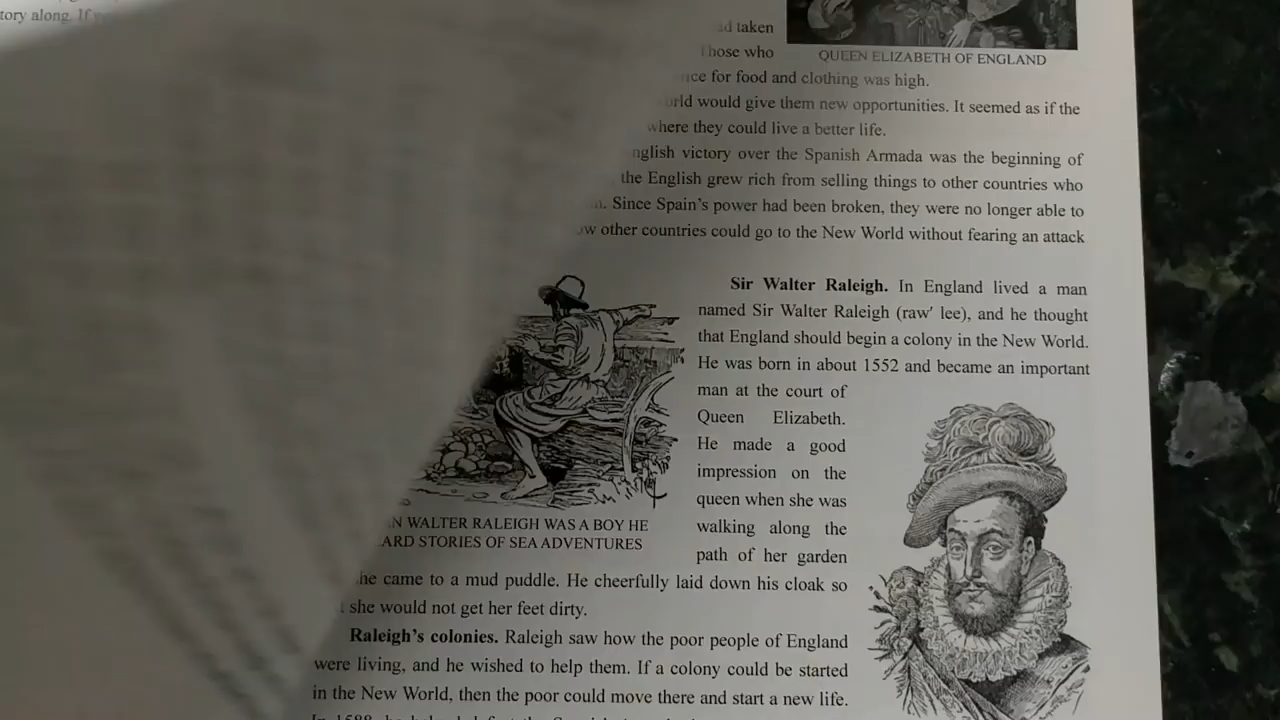 tory along. If
taken
Those who
QUEEN ELIZABETH OF ENGLAND
for food and clothing was high.
would give them new opportunities. It seemed as if the
where they could live a better life.
victory over the Spanish Armada was the beginning of
the English grew rich from selling things to other countries who
Since Spain's power had been broken, they were no longer able to
other countries could go to the New World without fearing an attack
Sir Walter Raleigh. In England lived a man
named Sir Walter Raleigh (raw′ lee), and he thought
that England should begin a colony in the New World.
He was born in about 1552 and became an important
man at the court of
Queen Elizabeth.
He made a good
impression on the
queen when she was
walking along the
path of her garden
WALTER RALEIGH WAS A BOY HE
STORIES OF SEA ADVENTURES
he came to a mud puddle. He cheerfully laid down his cloak so
she would not get her feet dirty.
Raleigh's colonies. Raleigh saw how the poor people of England
were living, and he wished to help them. If a colony could be started
in the New World, then the poor could move there and start a new life.